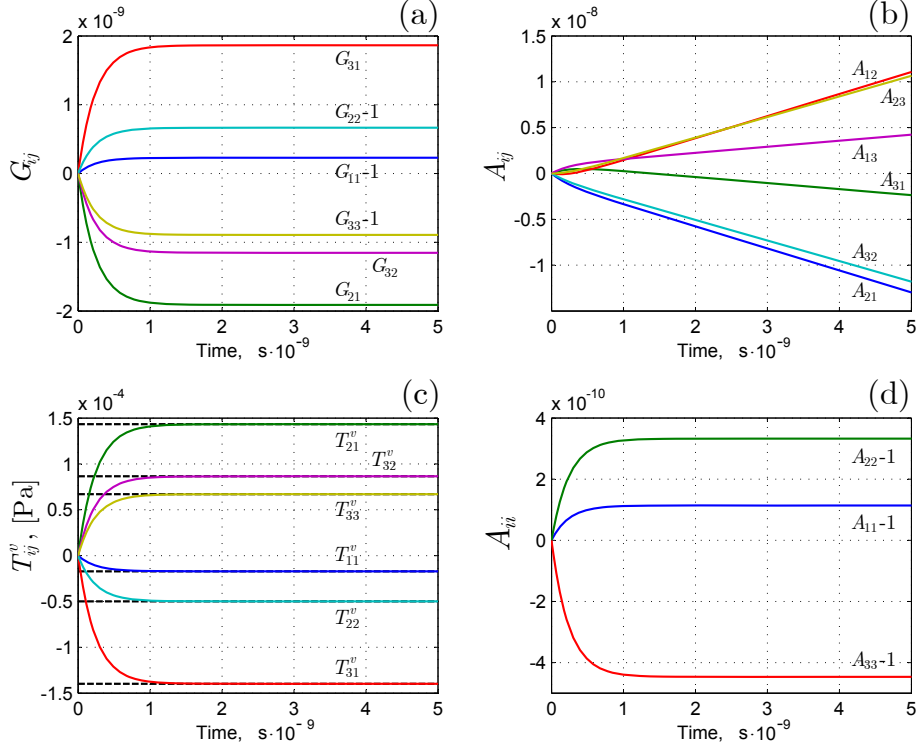 x 10⁻⁹
(a)
2
1
0
-1
-2
G_ij
G₃₁
G₂₂-1
G₁₁-1
G₃₃-1
G₃₂
G₂₁
0 1 2 3 4 5
Time, s·10⁻⁹
x 10⁻⁸
(b)
1.5
1
0.5
0
-0.5
-1
A_ij
A₁₂
A₂₃
A₁₃
A₃₁
A₃₂
A₂₁
0 1 2 3 4 5
Time, s·10⁻⁹
x 10⁻⁴
(c)
1.5
1
0.5
0
-0.5
-1
-1.5
T^v_ij, [Pa]
T^v_21
T^v_32
T^v_33
T^v_11
T^v_22
T^v_31
0 1 2 3 4 5
Time, s·10⁻⁹
x 10⁻¹⁰
(d)
4
2
0
-2
-4
A_ii
A₂₂-1
A₁₁-1
A₃₃-1
0 1 2 3 4 5
Time, s·10⁻⁹